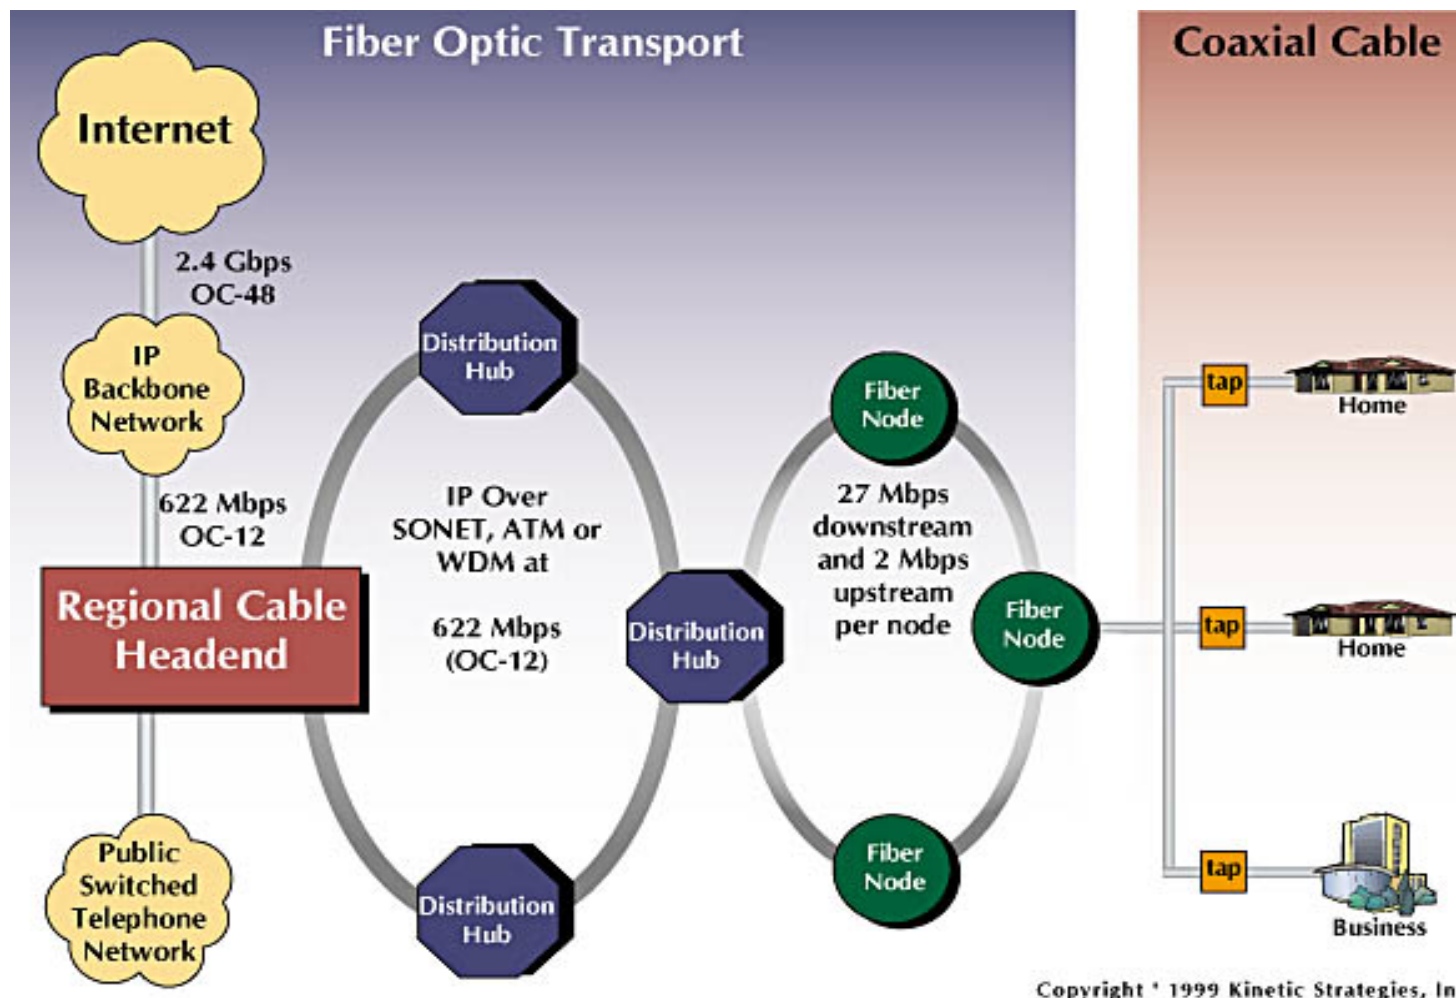 Fiber Optic Transport
Coaxial Cable
Internet
2.4 Gbps
OC-48
IP
Backbone
Network
622 Mbps
OC-12
Regional Cable
Headend
Public
Switched
Telephone
Network
Distribution
Hub
IP Over
SONET, ATM or
WDM at
622 Mbps
(OC-12)
Distribution
Hub
Distribution
Hub
Fiber
Node
27 Mbps
downstream
and 2 Mbps
upstream
per node
Fiber
Node
Fiber
Node
tap
Home
tap
Home
tap
Business
Copyright ' 1999 Kinetic Strategies, In